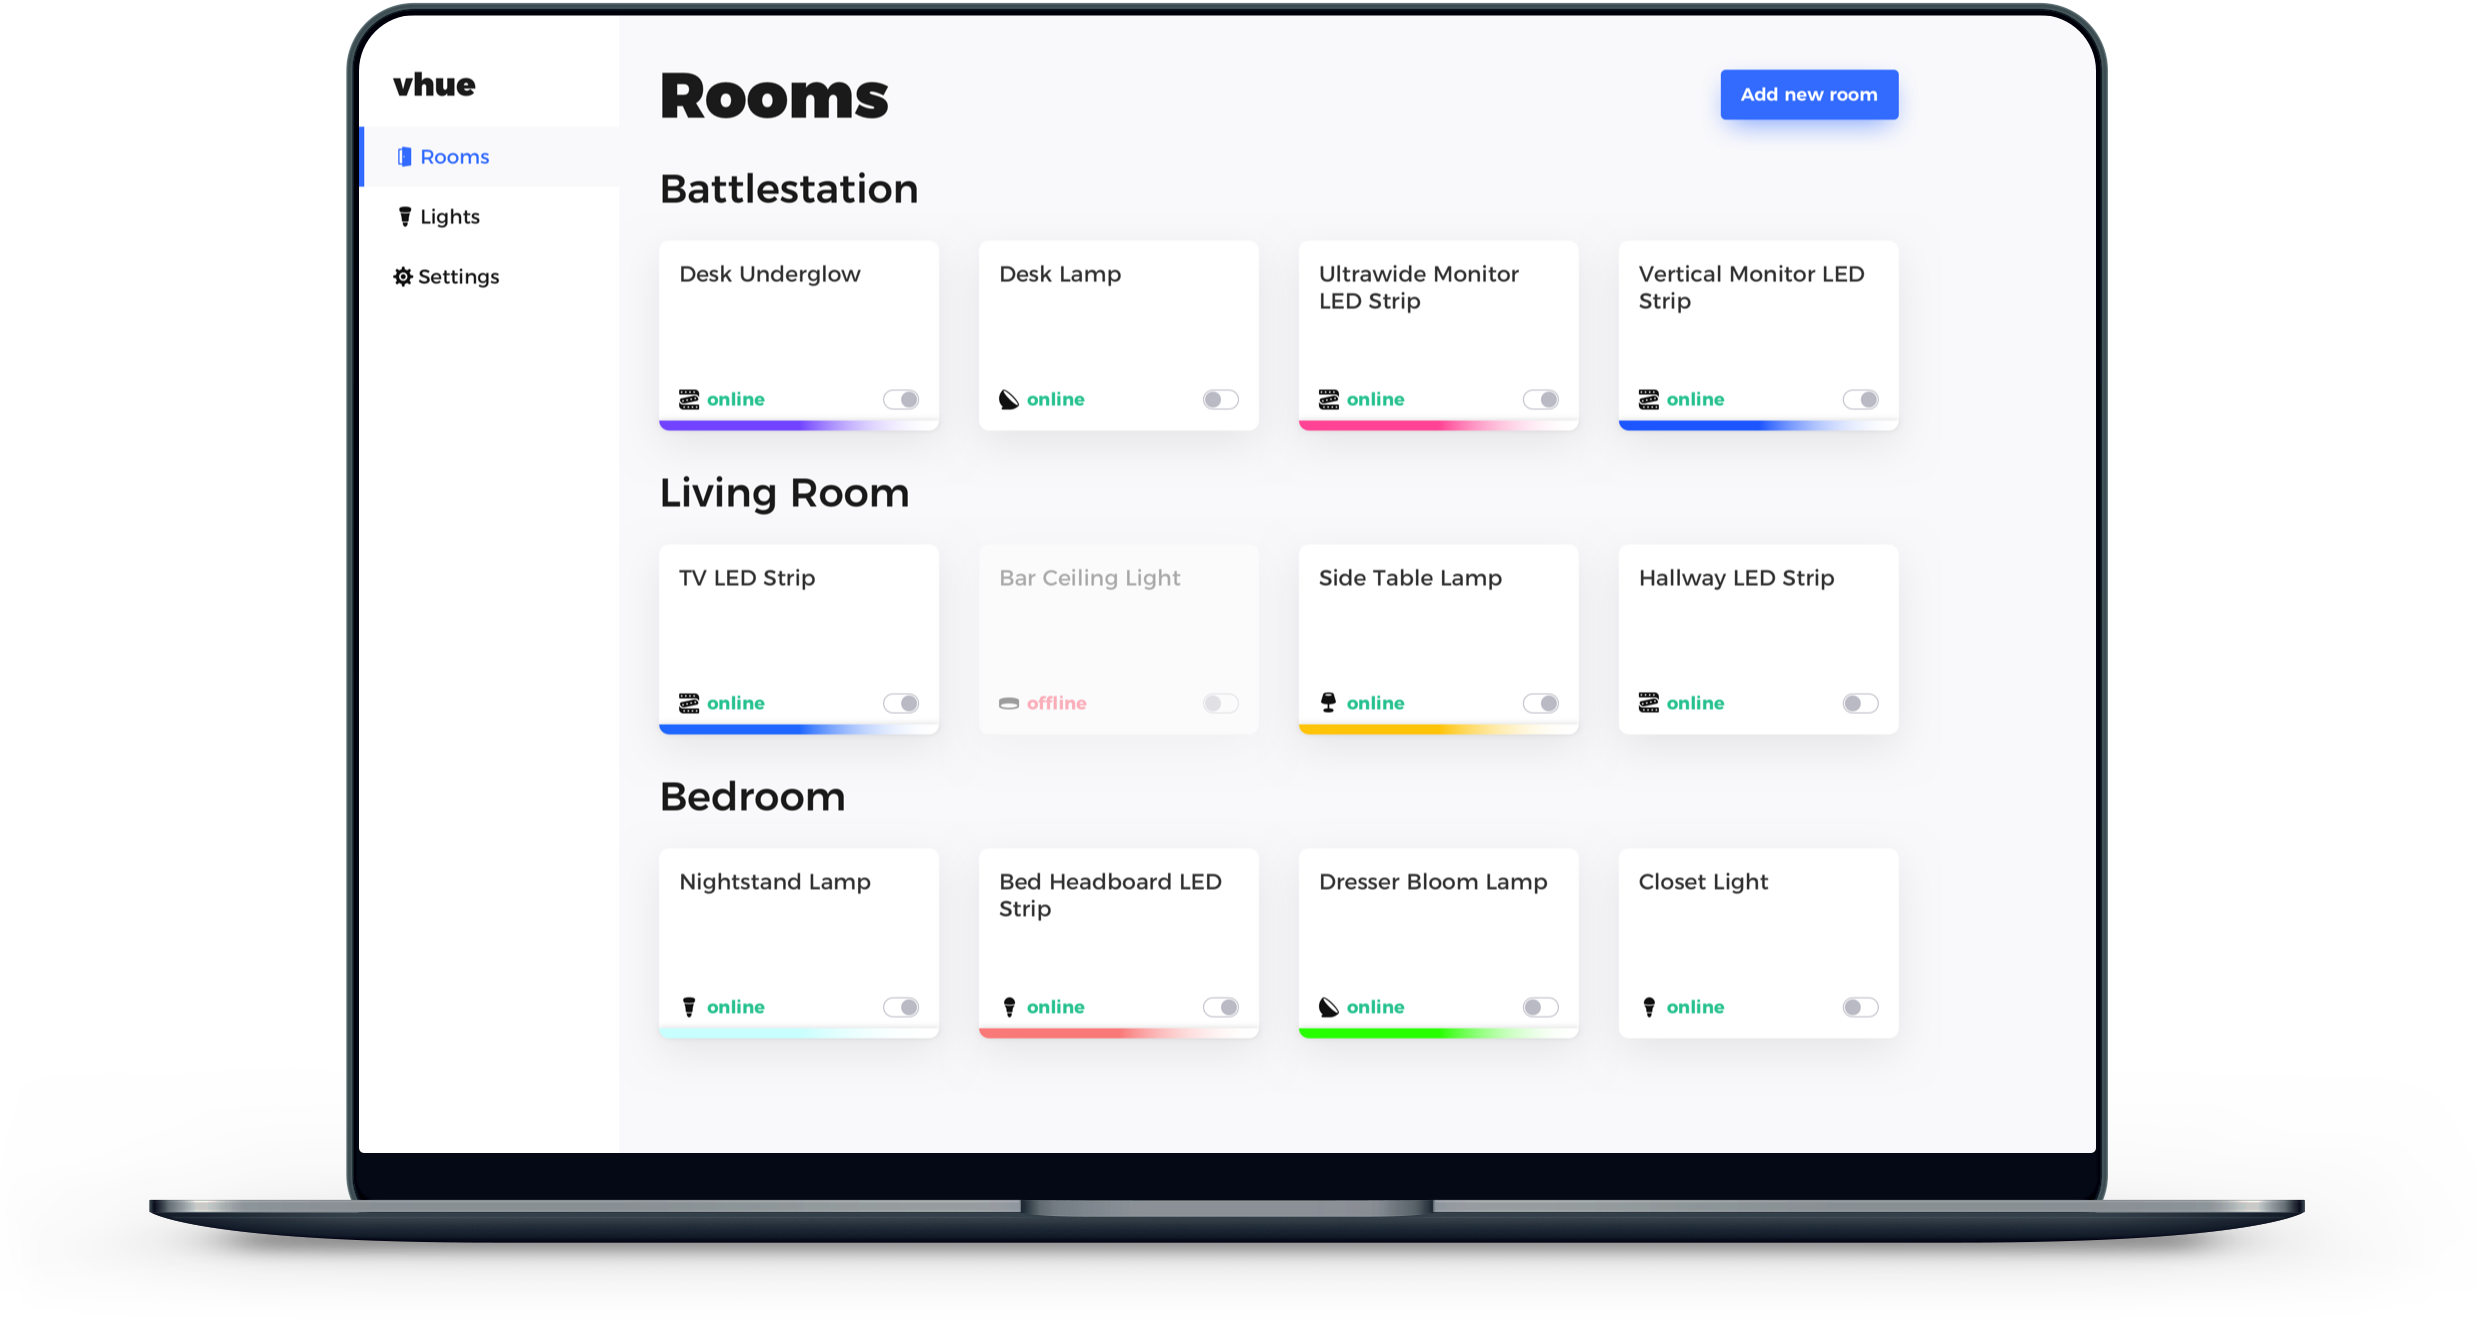 vhue
Rooms
Lights
Settings
Rooms
Add new room
Battlestation
Desk Underglow
online
Desk Lamp
online
Ultrawide Monitor
LED Strip
online
Vertical Monitor LED
Strip
online
Living Room
TV LED Strip
online
Bar Ceiling Light
offline
Side Table Lamp
online
Hallway LED Strip
online
Bedroom
Nightstand Lamp
online
Bed Headboard LED
Strip
online
Dresser Bloom Lamp
online
Closet Light
online